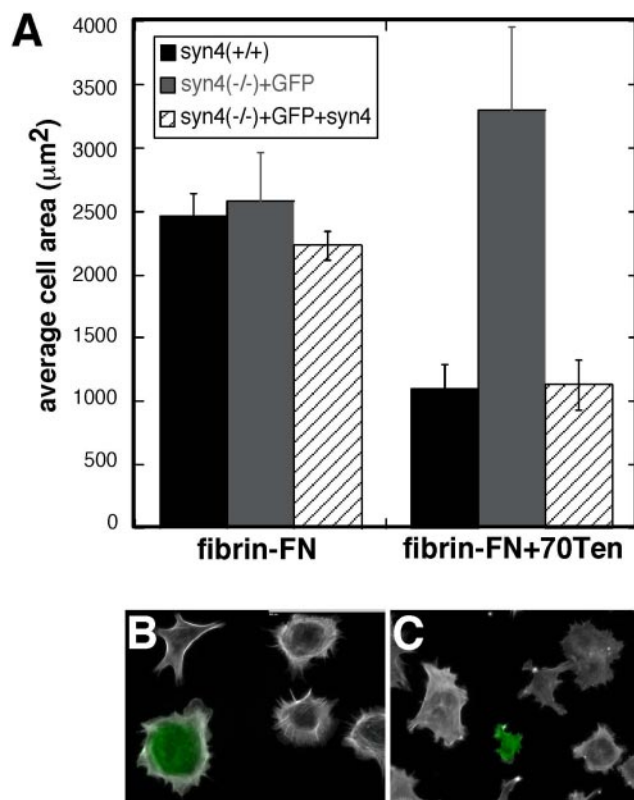 A
4000
3500
3000
2500
2000
1500
1000
500
0
average cell area (μm²)
syn4(+/+)
syn4(-/-)+GFP
syn4(-/-)+GFP+syn4
fibrin-FN
fibrin-FN+70Ten
B
C